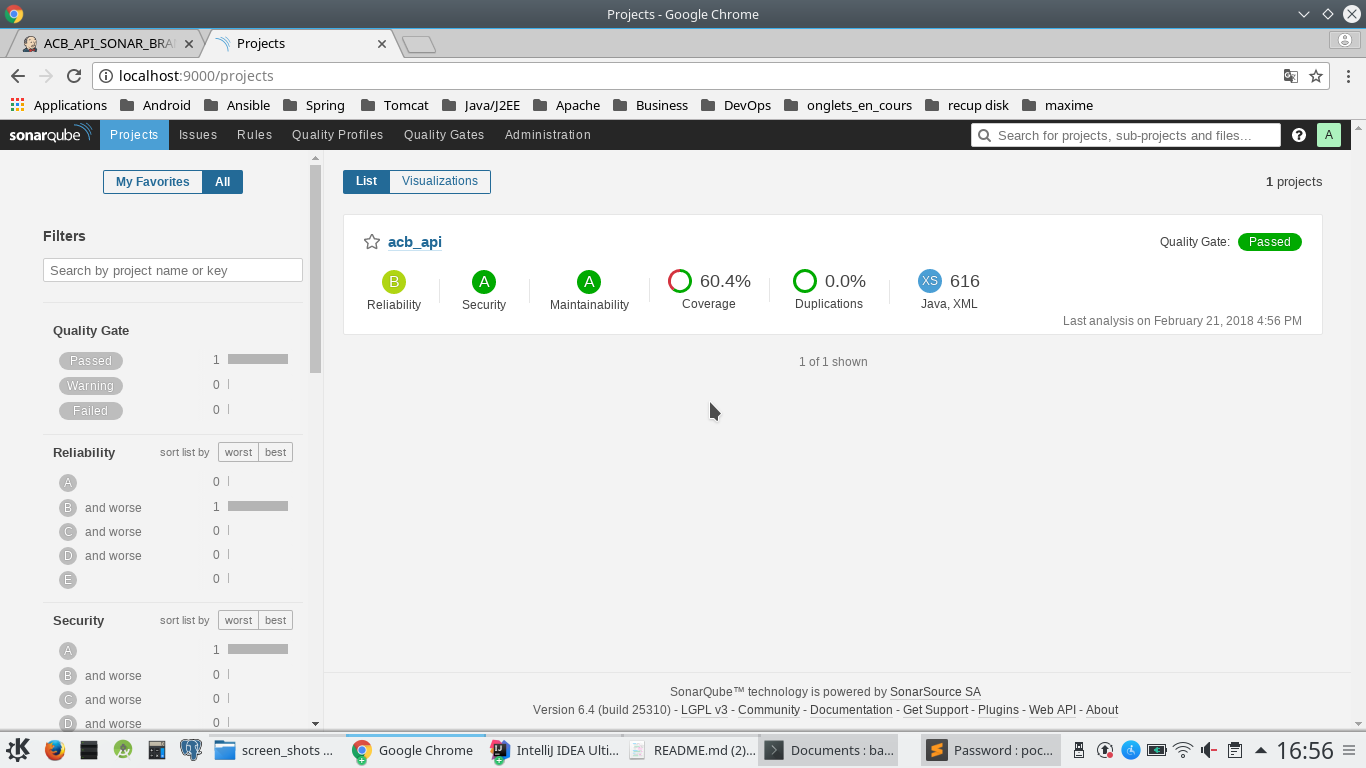 Projects - Google Chrome
ACB_API_SONAR_BRA
Projects
localhost:9000/projects
Applications Android Ansible Spring Tomcat Java/J2EE Apache Business DevOps onglets_en_cours recup disk maxime
sonarqube Projects Issues Rules Quality Profiles Quality Gates Administration Search for projects, sub-projects and files... ? A
My Favorites All
List Visualizations
1 projects
Filters
Search by project name or key
acb_api
Quality Gate: Passed
B A A 60.4% 0.0% XS 616
Reliability Security Maintainability Coverage Duplications Java, XML
Last analysis on February 21, 2018 4:56 PM
1 of 1 shown
Quality Gate
Passed 1
Warning 0
Failed 0
Reliability sort list by worst best
A 0
B and worse 1
C and worse 0
D and worse 0
E 0
Security sort list by worst best
A 1
B and worse 0
C and worse 0
D and worse 0
SonarQube™ technology is powered by SonarSource SA
Version 6.4 (build 25310) - LGPL v3 - Community - Documentation - Get Support - Plugins - Web API - About
screen_shots ... Google Chrome IntelliJ IDEA Ulti... README.md (2)... Documents : ba... Password : poc... 16:56